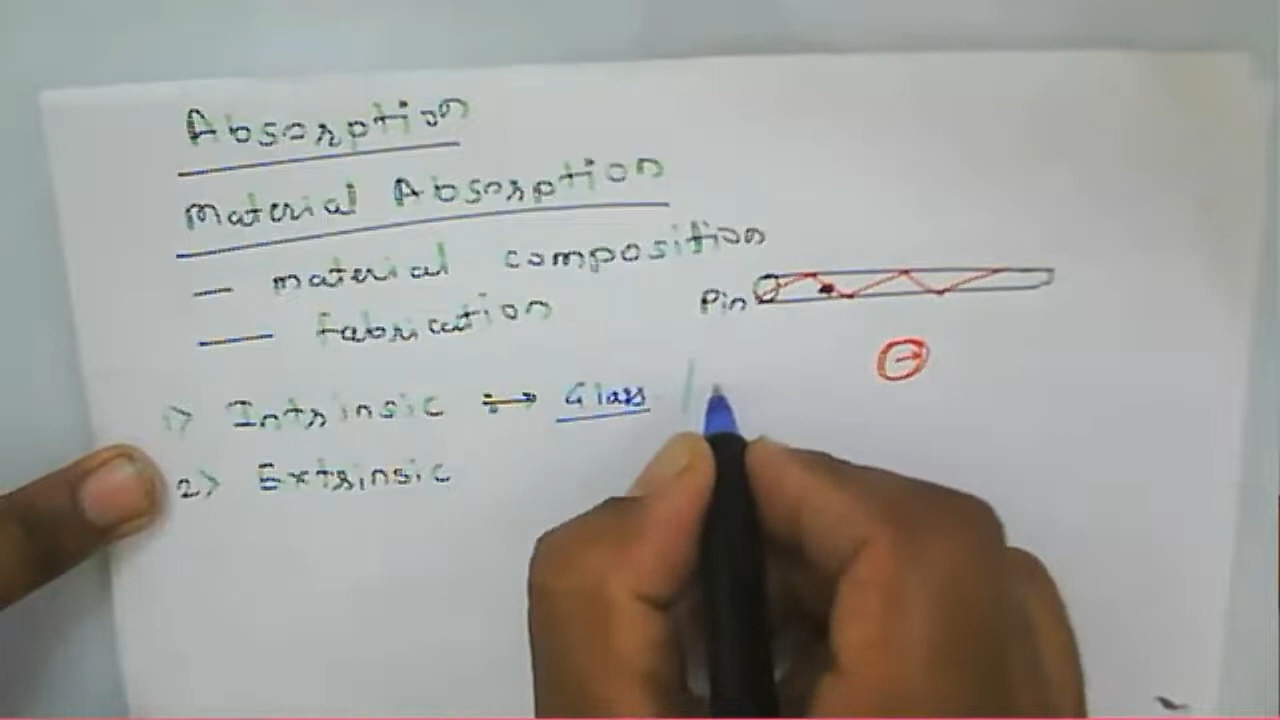 Absorption
Material Absorption
— material composition
— fabrication
Pin
1) Intrinsic → Glass /
2) Extrinsic